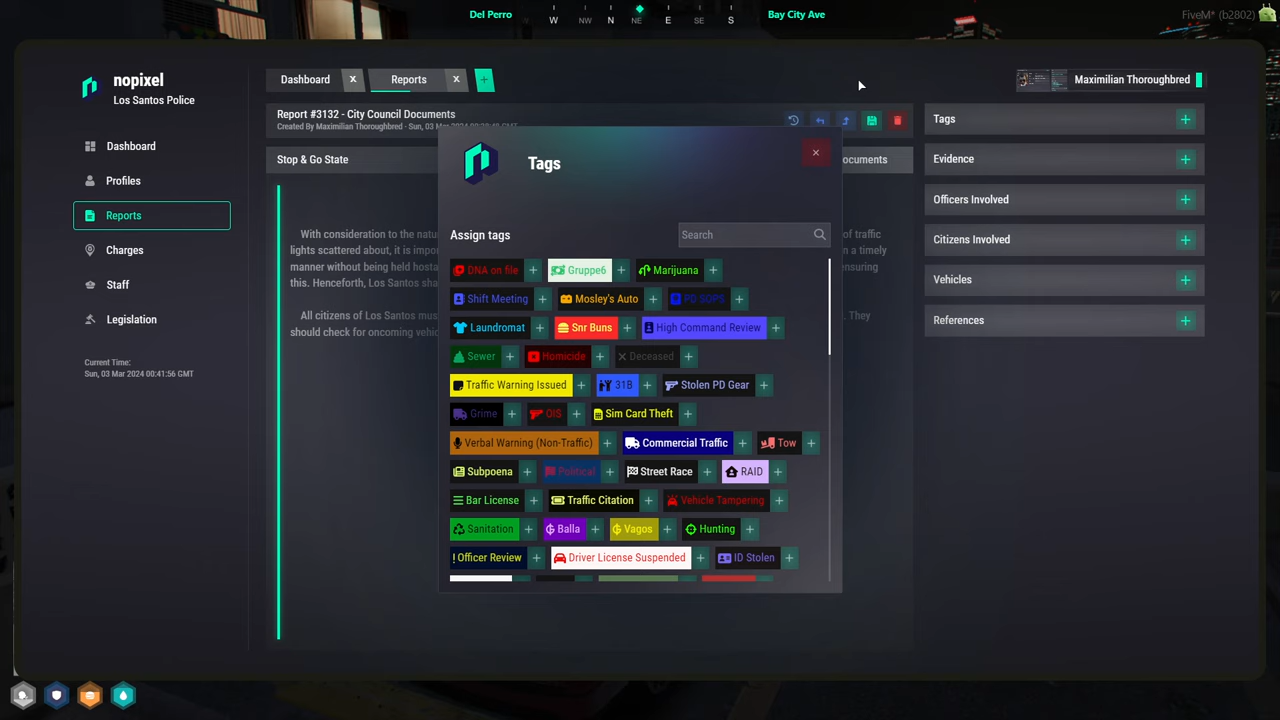 Del Perro
W NW N NE E SE S
Bay City Ave
FiveM* (b2802)
nopixel
Los Santos Police
Dashboard x
Reports x
+
Maximilian Thoroughbred
Dashboard
Profiles
Reports
Charges
Staff
Legislation
Current Time:
Sun, 03 Mar 2024 00:41:56 GMT
Report #3132 - City Council Documents
Created By Maximilian Thoroughbred - Sun, 03 Mar 2024 00:38:48 GMT
Stop & Go State
ocuments
With consideration to the natu
of traffic
lights scattered about, it is impo
n a timely
manner without being held hosta
ensuring
this. Henceforth, Los Santos sha
All citizens of Los Santos mus
They
should check for oncoming vehic
Tags
×
Assign tags
Search
DNA on file +
Gruppe6 +
Marijuana +
Shift Meeting +
Mosley's Auto +
PD SOPS +
Laundromat +
Snr Buns +
High Command Review +
Sewer +
Homicide +
Deceased +
Traffic Warning Issued +
31B +
Stolen PD Gear +
Grime +
OIS +
Sim Card Theft +
Verbal Warning (Non-Traffic) +
Commercial Traffic +
Tow +
Subpoena +
Political +
Street Race +
RAID +
Bar License +
Traffic Citation +
Vehicle Tampering +
Sanitation +
Balla +
Vagos +
Hunting +
Officer Review +
Driver License Suspended +
ID Stolen +
Tags +
Evidence +
Officers Involved +
Citizens Involved +
Vehicles +
References +